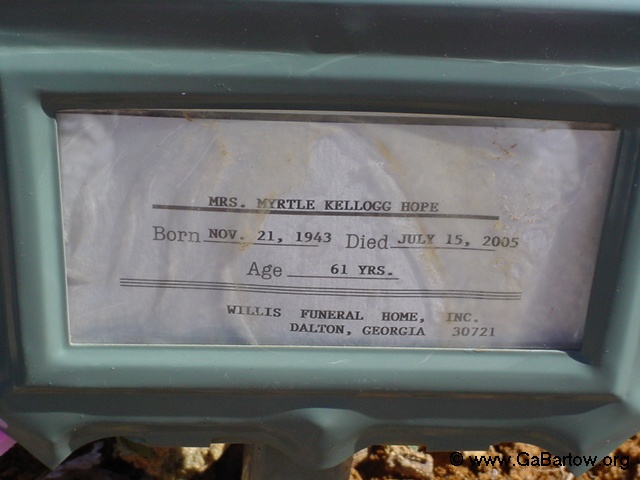 MRS. MYRTLE KELLOGG HOPE
Born NOV. 21, 1943 Died JULY 15, 2005
Age 61 YRS.
WILLIS FUNERAL HOME, INC.
DALTON, GEORGIA 30721
© www.GaBartow.org